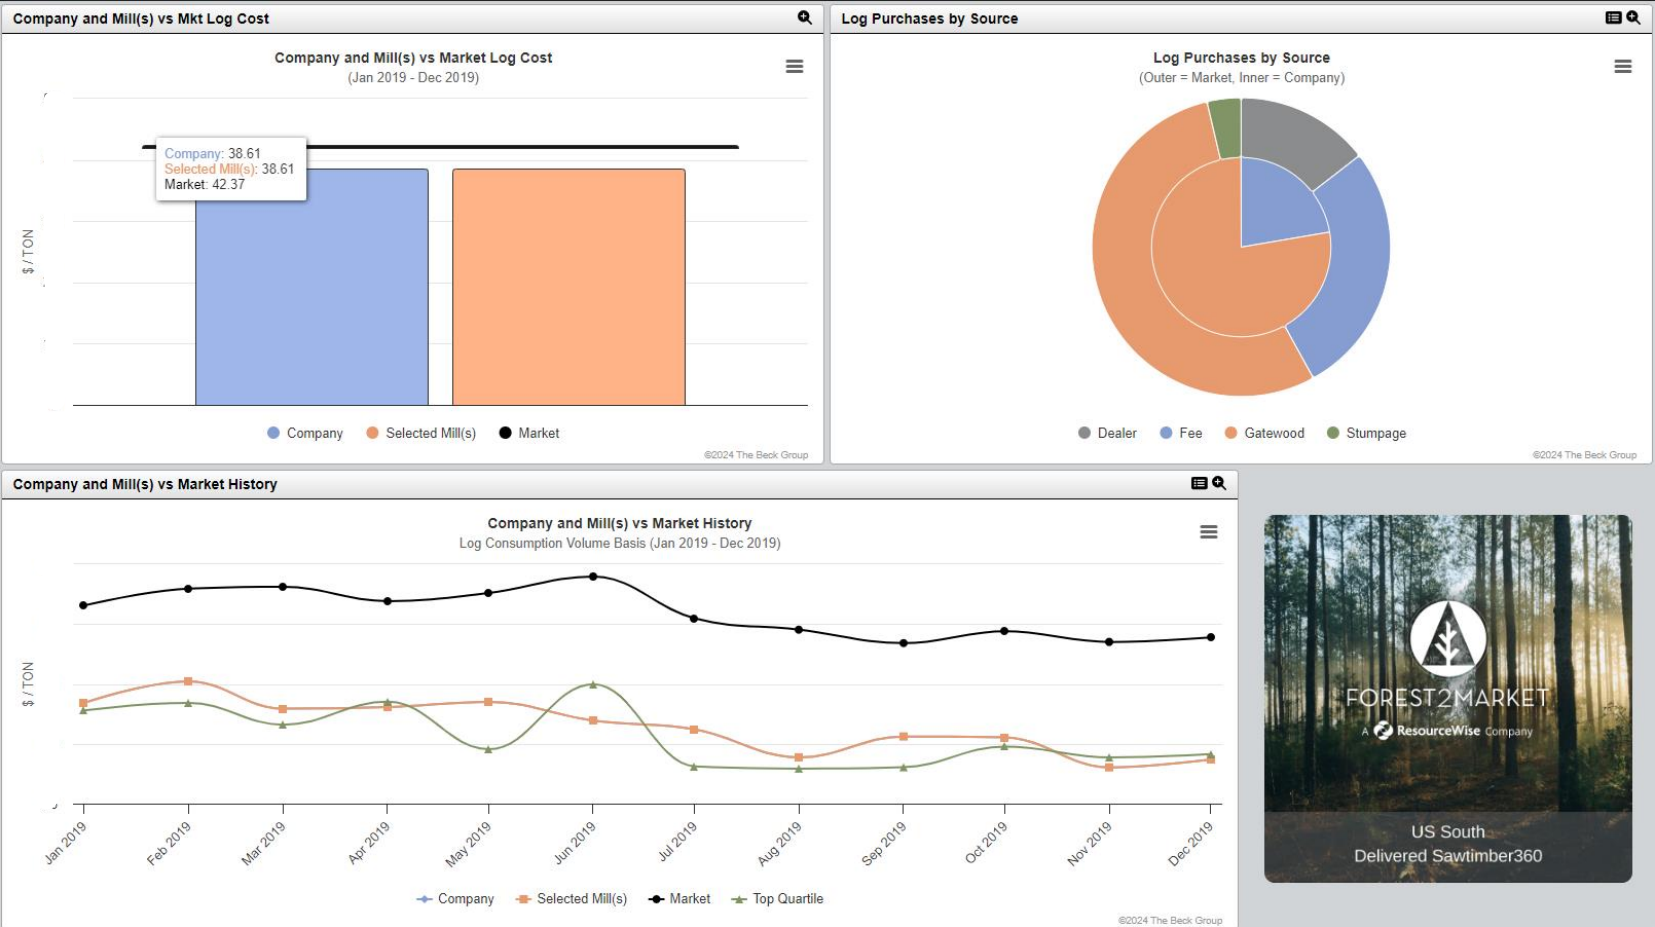 Company and Mill(s) vs Mkt Log Cost
Company and Mill(s) vs Market Log Cost
(Jan 2019 - Dec 2019)
$ / TON
Company: 38.61
Selected Mill(s): 38.61
Market: 42.37
Company
Selected Mill(s)
Market
©2024 The Beck Group
Log Purchases by Source
Log Purchases by Source
(Outer = Market, Inner = Company)
Dealer
Fee
Gatewood
Stumpage
©2024 The Beck Group
Company and Mill(s) vs Market History
Company and Mill(s) vs Market History
Log Consumption Volume Basis (Jan 2019 - Dec 2019)
$ / TON
Jan 2019
Feb 2019
Mar 2019
Apr 2019
May 2019
Jun 2019
Jul 2019
Aug 2019
Sep 2019
Oct 2019
Nov 2019
Dec 2019
Company
Selected Mill(s)
Market
Top Quartile
©2024 The Beck Group
FOREST2MARKET
A ResourceWise Company
US South
Delivered Sawtimber360